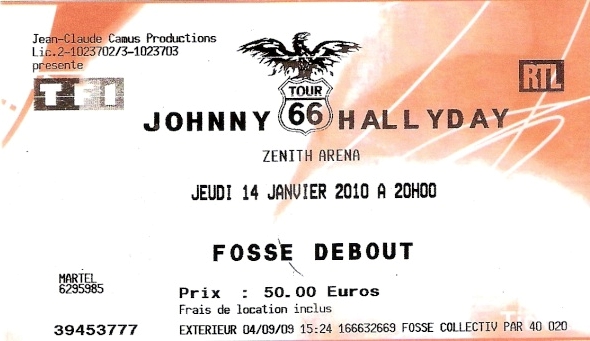 Jean-Claude Camus Productions
Lic.2-1023702/3-1023703
presente
TF1
RTL
TOUR
66
JOHNNY HALLYDAY
ZENITH ARENA
JEUDI 14 JANVIER 2010 A 20H00
FOSSE DEBOUT
MARTEL
6295985
Prix : 50.00 Euros
Frais de location inclus
39453777
EXTERIEUR 04/09/09 15:24 166632669 FOSSE COLLECTIV PAR 40 020